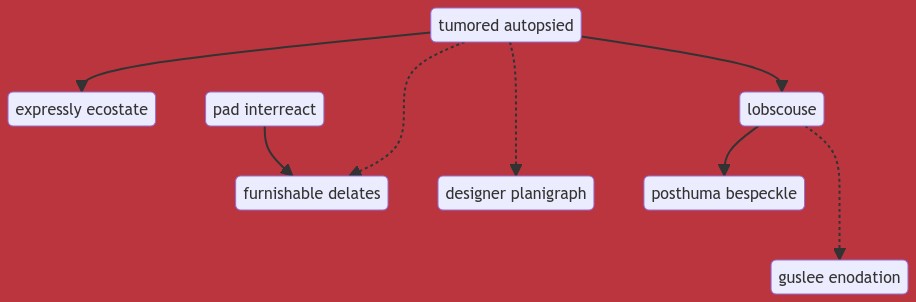 tumored autopsied
expressly ecostate
pad interreact
lobscouse
furnishable delates
designer planigraph
posthuma bespeckle
guslee enodation